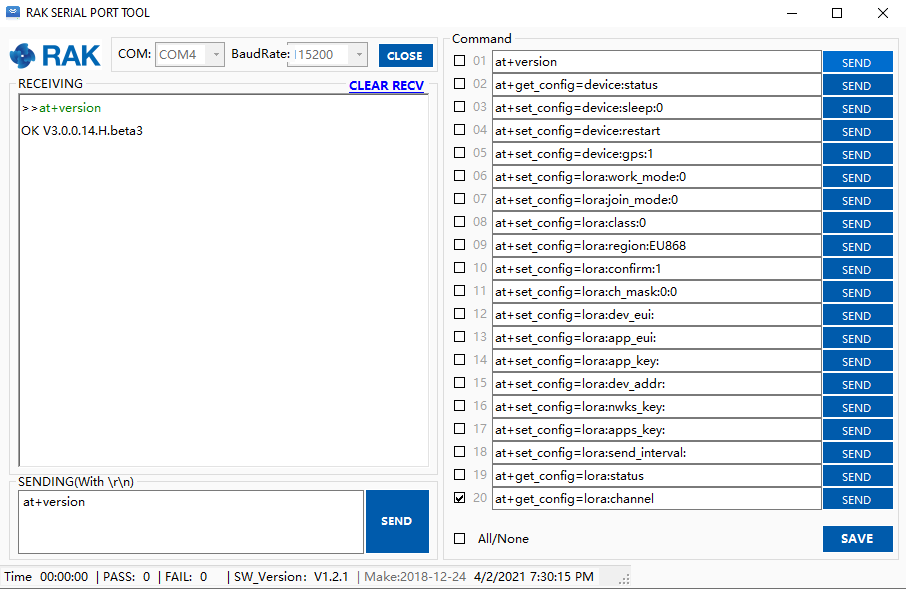 RAK SERIAL PORT TOOL
RAK
COM: COM4 BaudRate: 115200 CLOSE
RECEIVING
CLEAR RECV
>>at+version
OK V3.0.0.14.H.beta3
SENDING(With \r\n)
at+version
SEND
Command
01 at+version SEND
02 at+get_config=device:status SEND
03 at+set_config=device:sleep:0 SEND
04 at+set_config=device:restart SEND
05 at+set_config=device:gps:1 SEND
06 at+set_config=lora:work_mode:0 SEND
07 at+set_config=lora:join_mode:0 SEND
08 at+set_config=lora:class:0 SEND
09 at+set_config=lora:region:EU868 SEND
10 at+set_config=lora:confirm:1 SEND
11 at+set_config=lora:ch_mask:0:0 SEND
12 at+set_config=lora:dev_eui: SEND
13 at+set_config=lora:app_eui: SEND
14 at+set_config=lora:app_key: SEND
15 at+set_config=lora:dev_addr: SEND
16 at+set_config=lora:nwks_key: SEND
17 at+set_config=lora:apps_key: SEND
18 at+set_config=lora:send_interval: SEND
19 at+get_config=lora:status SEND
20 at+get_config=lora:channel SEND
All/None SAVE
Time 00:00:00 | PASS: 0 | FAIL: 0 | SW_Version: V1.2.1 | Make:2018-12-24 4/2/2021 7:30:15 PM